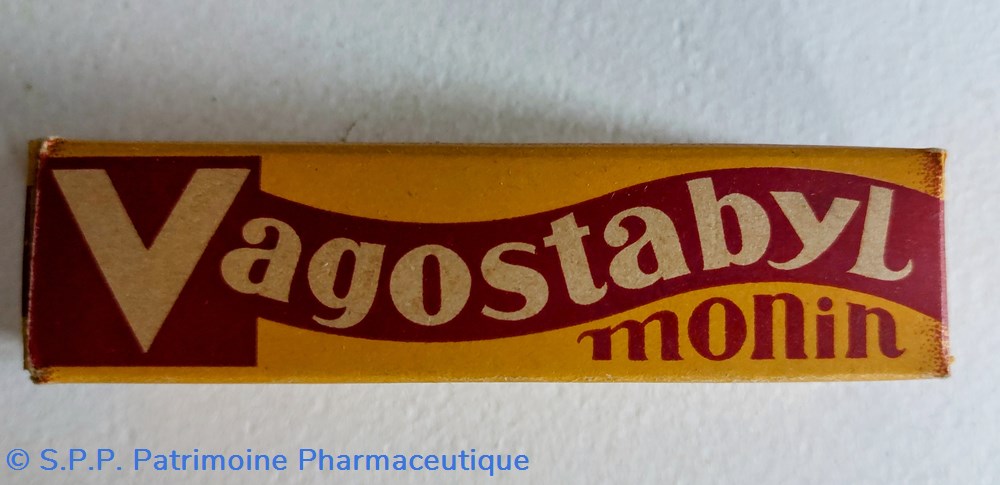 Vagostabyl
monin
© S.P.P. Patrimoine Pharmaceutique